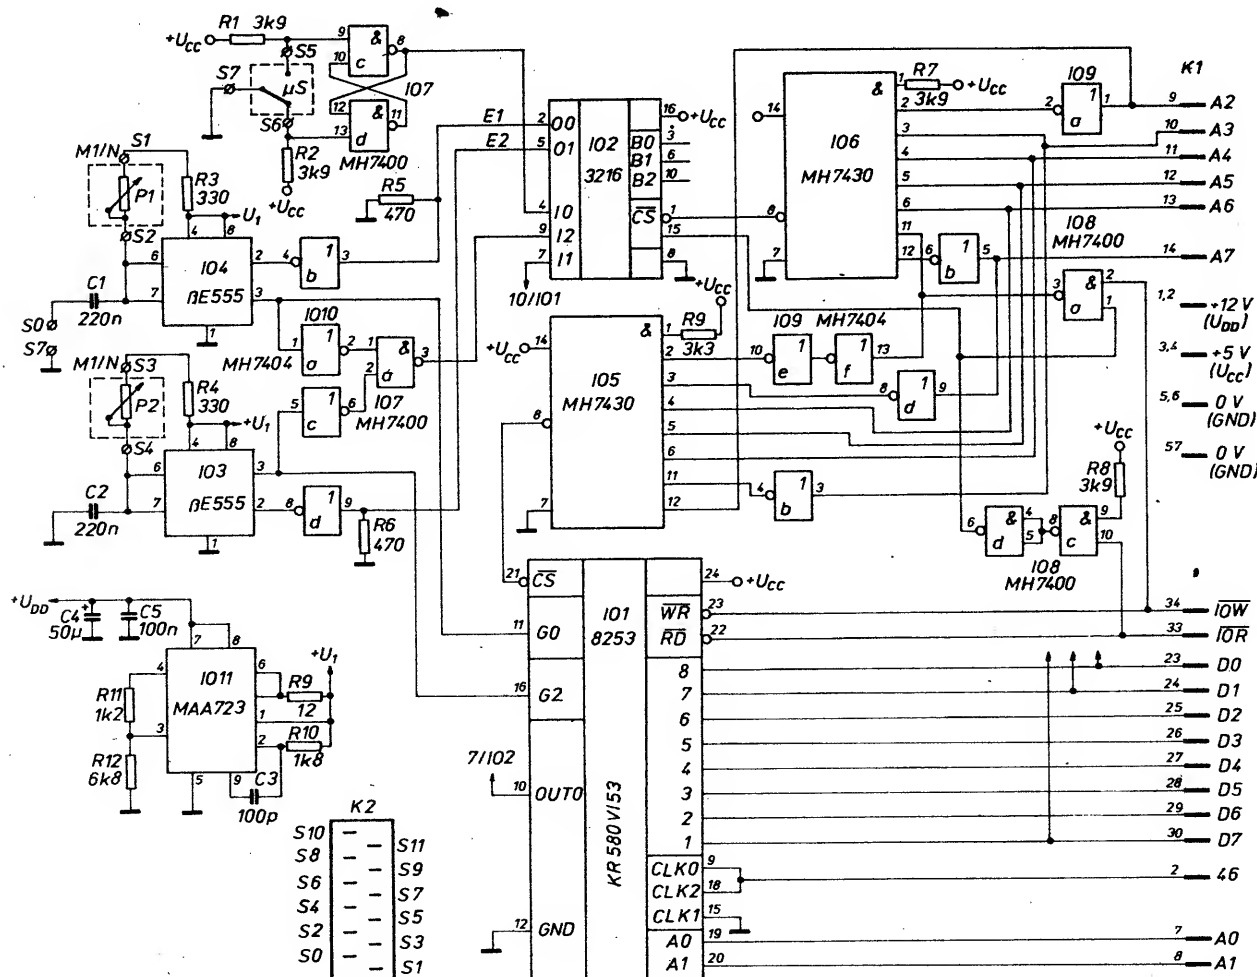 R1 3k9
+UCC
S5
S7
μS
S6
9
10
&
c
8
IO7
12
13
&
d
11
MH7400
R2
3k9
+UCC
S1
M1/N
P1
S2
R3
330
U1
R5
470
C1
220n
S0
S7
6
7
4
8
IO4
βE555
2
3
1
4
1
b
3
E1
E2
2
5
4
9
7
O0
O1
I0
I2
I1
10/IO1
IO2
3216
B0
B1
B2
CS
16
+UCC
3
6
10
1
15
8
14
8
7
IO6
MH7430
&
1
2
3
4
5
6
11
12
R7
3k9
+UCC
IO9
2
1
a
1
6
1
b
5
IO8
MH7400
3
&
a
2
1
K1
9
A2
10
A3
11
A4
12
A5
13
A6
14
A7
1,2
+12 V
(UDD)
3,4
+5 V
(UCC)
5,6
0 V
(GND)
57
0 V
(GND)
IO10
1
1
a
2
MH7404
1
2
&
a
3
IO7
MH7400
5
1
c
6
M1/N
S3
P2
S4
R4
330
+U1
C2
220n
6
7
4
8
IO3
βE555
3
2
1
8
1
d
9
R6
470
+UCC
14
8
7
IO5
MH7430
&
1
2
3
4
5
6
11
12
R9
3k3
+UCC
IO9
MH7404
10
1
e
1
f
13
8
1
d
9
4
1
b
3
+UCC
R8
3k9
6
&
d
4
5
8
&
c
9
10
IO8
MH7400
+UDD
C4
50μ
C5
100n
7
8
4
3
IO11
MAA723
6
1
2
5
9
R11
1k2
R12
6k8
+U1
R9
12
R10
1k8
C3
100p
21
CS
11
G0
16
G2
7/IO2
10
OUT0
12
GND
IO1
8253
KR580VI53
24
+UCC
WR
23
RD
22
8
7
6
5
4
3
2
1
CLK0
9
CLK2
18
CLK1
15
A0
19
A1
20
34
IOW
33
IOR
23
D0
24
D1
25
D2
26
D3
27
D4
28
D5
29
D6
30
D7
2
46
7
A0
8
A1
K2
S10
S11
S8
S9
S6
S7
S4
S5
S2
S3
S0
S1